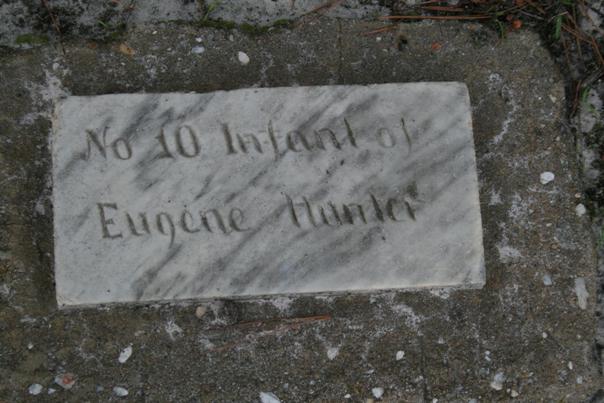 No 10 Infant of
Eugene Hunter